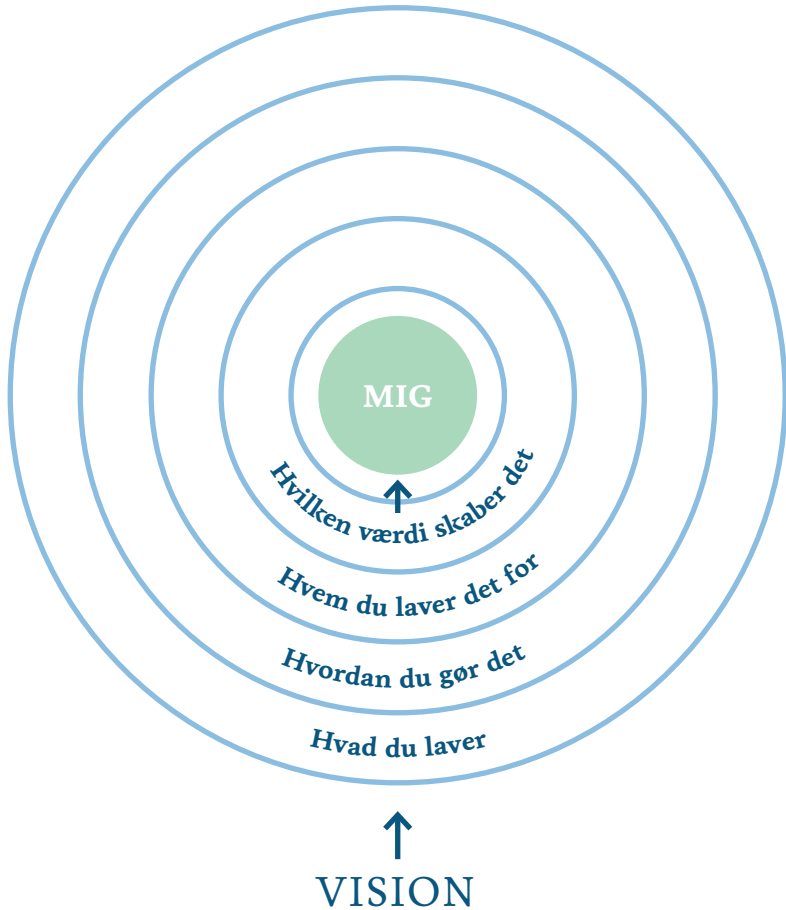 MIG
Hvilken værdi skaber det
Hvem du laver det for
Hvordan du gør det
Hvad du laver
VISION